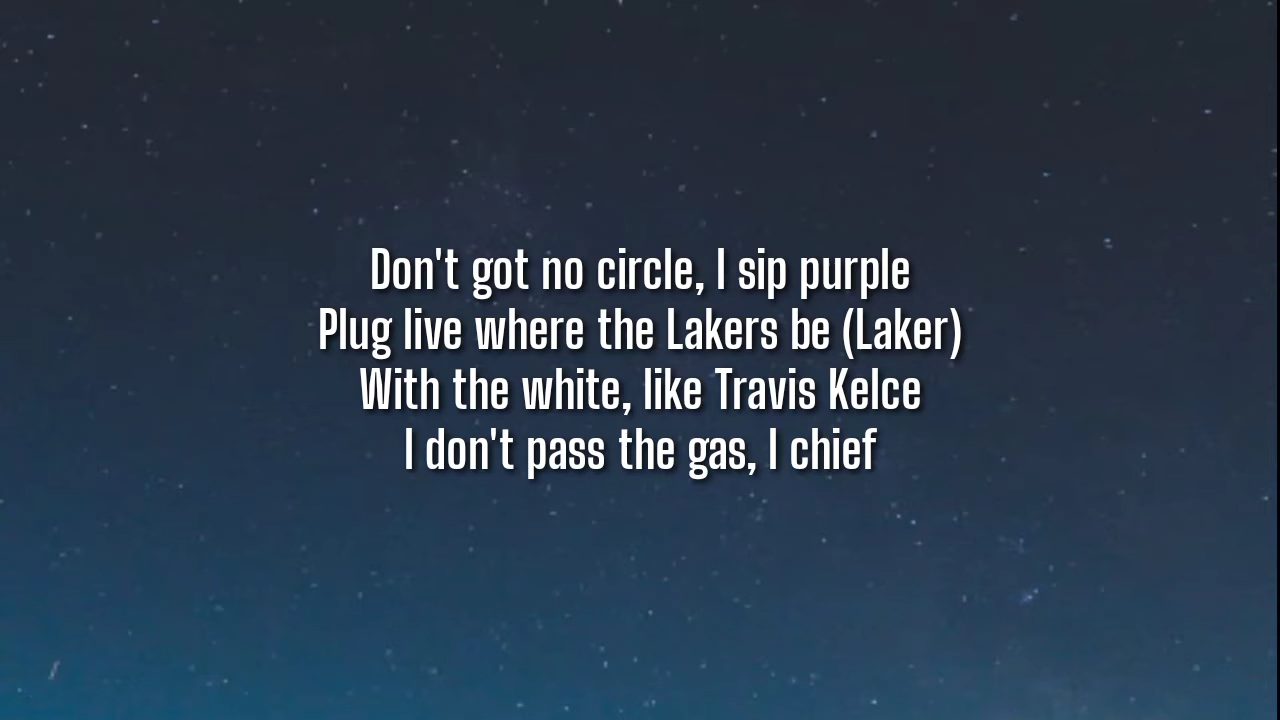 Don't got no circle, I sip purple
Plug live where the Lakers be (Laker)
With the white, like Travis Kelce
I don't pass the gas, I chief